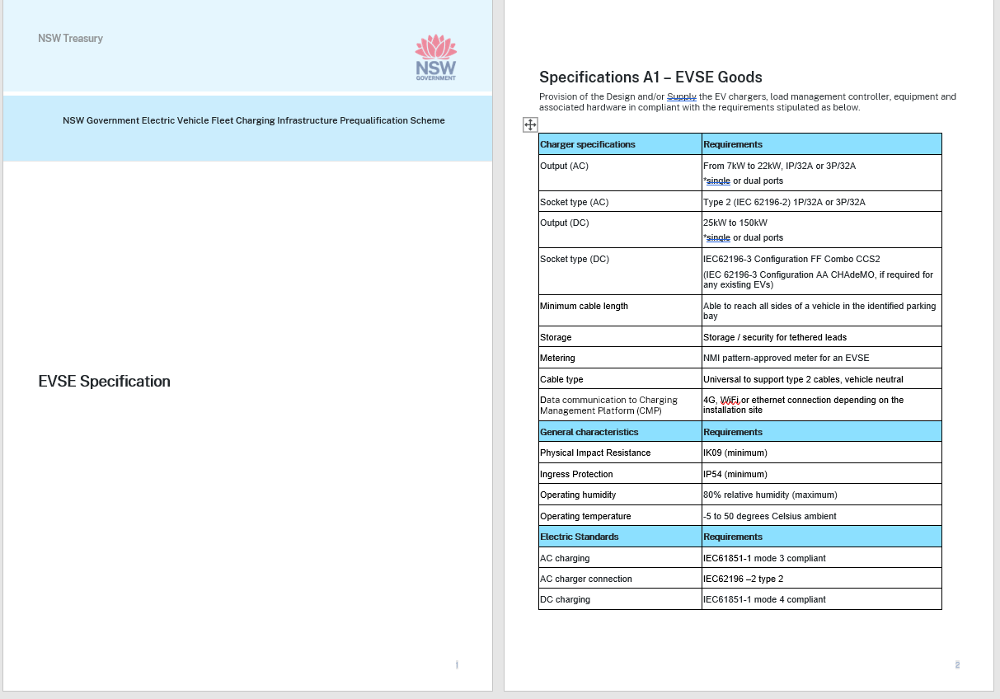 NSW Treasury
NSW
GOVERNMENT
NSW Government Electric Vehicle Fleet Charging Infrastructure Prequalification Scheme
EVSE Specification
1
Specifications A1 – EVSE Goods
Provision of the Design and/or Supply the EV chargers, load management controller, equipment and
associated hardware in compliant with the requirements stipulated as below.
Charger specifications Requirements
Output (AC) From 7kW to 22kW, IP/32A or 3P/32A
*single or dual ports
Socket type (AC) Type 2 (IEC 62196-2) 1P/32A or 3P/32A
Output (DC) 25kW to 150kW
*single or dual ports
Socket type (DC) IEC62196-3 Configuration FF Combo CCS2
(IEC 62196-3 Configuration AA CHAdeMO, if required for
any existing EVs)
Minimum cable length Able to reach all sides of a vehicle in the identified parking
bay
Storage Storage / security for tethered leads
Metering NMI pattern-approved meter for an EVSE
Cable type Universal to support type 2 cables, vehicle neutral
Data communication to Charging 4G, WiFi or ethernet connection depending on the
Management Platform (CMP) installation site
General characteristics Requirements
Physical Impact Resistance IK09 (minimum)
Ingress Protection IP54 (minimum)
Operating humidity 80% relative humidity (maximum)
Operating temperature -5 to 50 degrees Celsius ambient
Electric Standards Requirements
AC charging IEC61851-1 mode 3 compliant
AC charger connection IEC62196 –2 type 2
DC charging IEC61851-1 mode 4 compliant
2